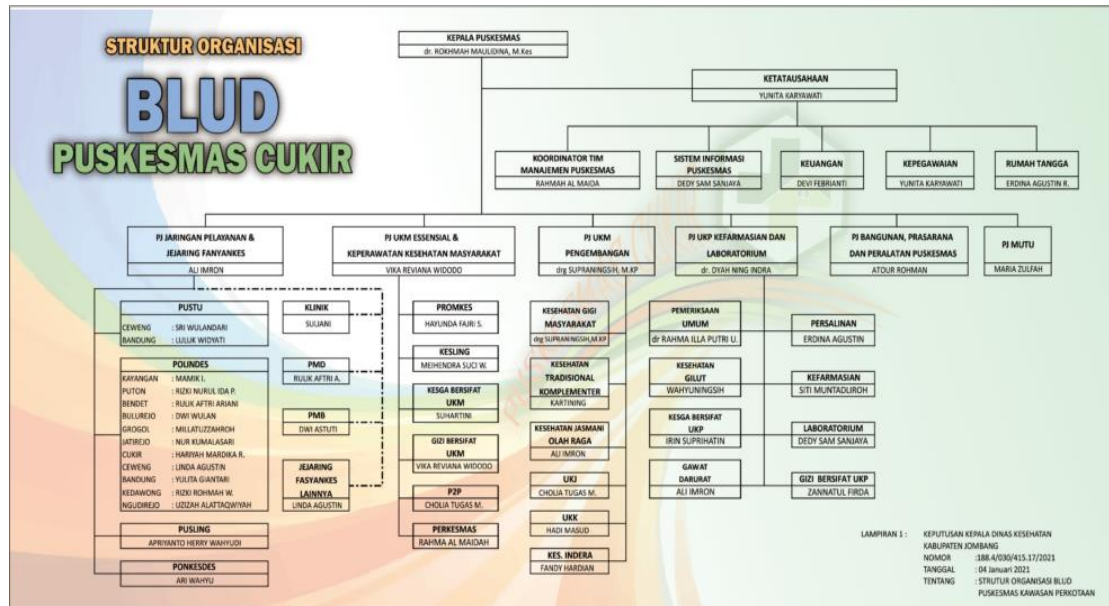 STRUKTUR ORGANISASI
BLUD
PUSKESMAS CUKIR
KEPALA PUSKESMAS
dr. ROKHMAH MAULIDINA, M.Kes
KETATAUSAHAAN
YUNITA KARYAWATI
KOORDINATOR TIM
MANAJEMEN PUSKESMAS
RAHMAH AL MAIDA
SISTEM INFORMASI
PUSKESMAS
DEDY SAM SANJAYA
KEUANGAN
DEVI FEBRIANTI
KEPEGAWAIAN
YUNITA KARYAWATI
RUMAH TANGGA
ERDINA AGUSTIN R.
PJ JARINGAN PELAYANAN &
JEJARING FANYANKES
ALI IMRON
PJ UKM ESSENSIAL &
KEPERAWATAN KESEHATAN MASYARAKAT
VIKA REVIANA WIDODO
PJ UKM
PENGEMBANGAN
drg SUPRANINGSIH, M.KP
PJ UKP KEFARMASIAN DAN
LABORATORIUM
dr. DYAH NING INDRA
PJ BANGUNAN, PRASARANA
DAN PERALATAN PUSKESMAS
ATOUR ROHMAN
PJ MUTU
MARIA ZULFAH
PUSTU
CEWENG : SRI WULANDARI
BANDUNG : LULUK WIDYATI
POLINDES
KAYANGAN : MAMIK I.
PUTON : RIZKI NURUL IDA P.
BENDET : RULIK AFTRI ARIANI
BULUREJO : DWI WULAN
GROGOL : MILLATUZZAHROH
JATIREJO : NUR KUMALASARI
CUKIR : HARIYAH MARDIKA R.
CEWENG : LINDA AGUSTIN
BANDUNG : YULITA GIANTARI
KEDAWONG : RIZKI ROHMAH W.
NGUDIREJO : UZIZAH ALATTAQWIYAH
PUSLING
APRIYANTO HERRY WAHYUDI
PONKESDES
ARI WAHYU
KLINIK
SULIANI
PMD
RULIK AFTRI A.
PMB
DWI ASTUTI
JEJARING
FASYANKES
LAINNYA
LINDA AGUSTIN
PROMKES
HAYUNDA FAJRI S.
KESLING
MEIHENDRA SUCI W.
KESGA BERSIFAT
UKM
SUHARTINI
GIZI BERSIFAT
UKM
VIKA REVIANA WIDODO
P2P
CHOLIA TUGAS M.
PERKESMAS
RAHMA AL MAIDAH
KESEHATAN GIGI
MASYARAKAT
drg SUPRANINGSIH,M.KP
KESEHATAN
TRADISIONAL
KOMPLEMENTER
KARTINING
KESEHATAN JASMANI
OLAH RAGA
ALI IMRON
UKJ
CHOLIA TUGAS M.
UKK
HADI MASUD
KES. INDERA
FANDY HARDIAN
PEMERIKSAAN
UMUM
dr RAHMA ILLA PUTRI U.
KESEHATAN
GILUT
WAHYUNINGSIH
KESGA BERSIFAT
UKP
IRIN SUPRIHATIN
GAWAT
DARURAT
ALI IMRON
PERSALINAN
ERDINA AGUSTIN
KEFARMASIAN
SITI MUNTADLIROH
LABORATORIUM
DEDY SAM SANJAYA
GIZI BERSIFAT UKP
ZANNATUL FIRDA
LAMPIRAN 1 : KEPUTUSAN KEPALA DINAS KESEHATAN
KABUPATEN JOMBANG
NOMOR :188.4/030/415.17/2021
TANGGAL : 04 Januari 2021
TENTANG : STRUTUR ORGANISASI BLUD
PUSKESMAS KAWASAN PERKOTAAN